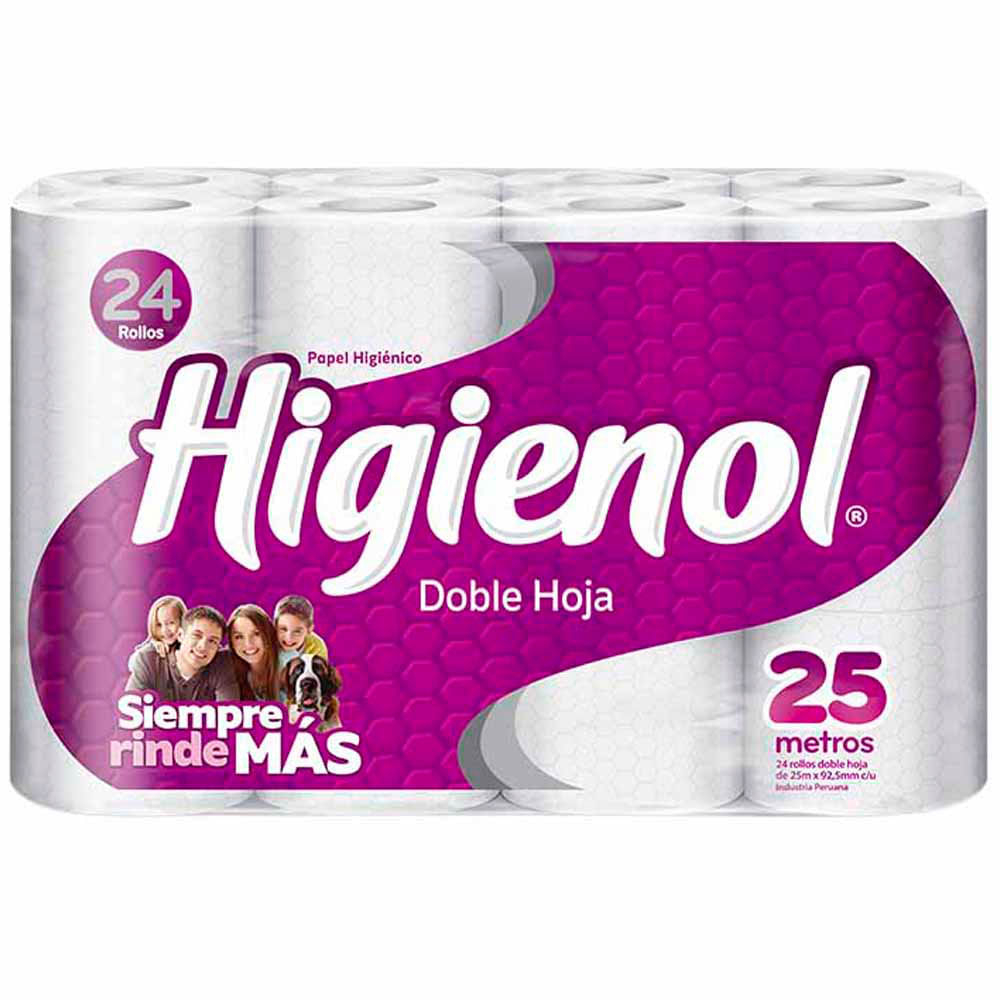 24
Rollos
Papel Higiénico
Higienol®
Doble Hoja
Siempre
rinde MÁS
25
metros
24 rollos doble hoja
de 25m x 92,5mm c/u
Industria Peruana